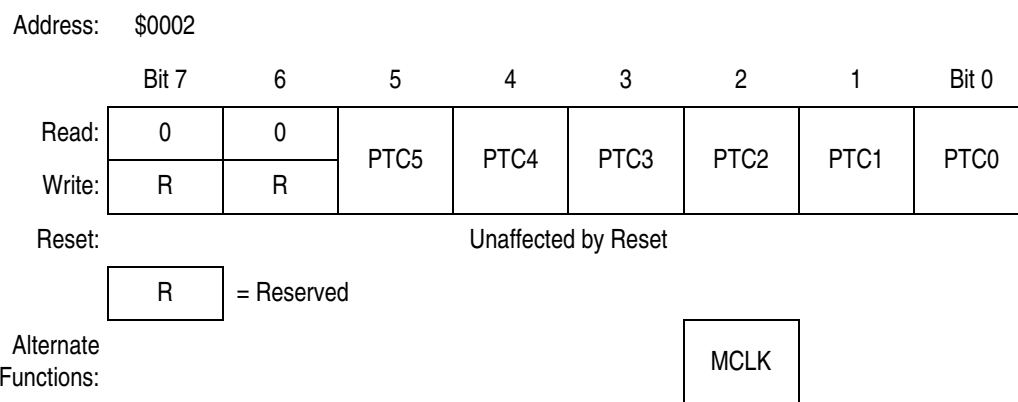 Address: $0002
Bit 7 6 5 4 3 2 1 Bit 0
Read: 0 0 PTC5 PTC4 PTC3 PTC2 PTC1 PTC0
Write: R R
Reset: Unaffected by Reset
R = Reserved
Alternate
Functions: MCLK